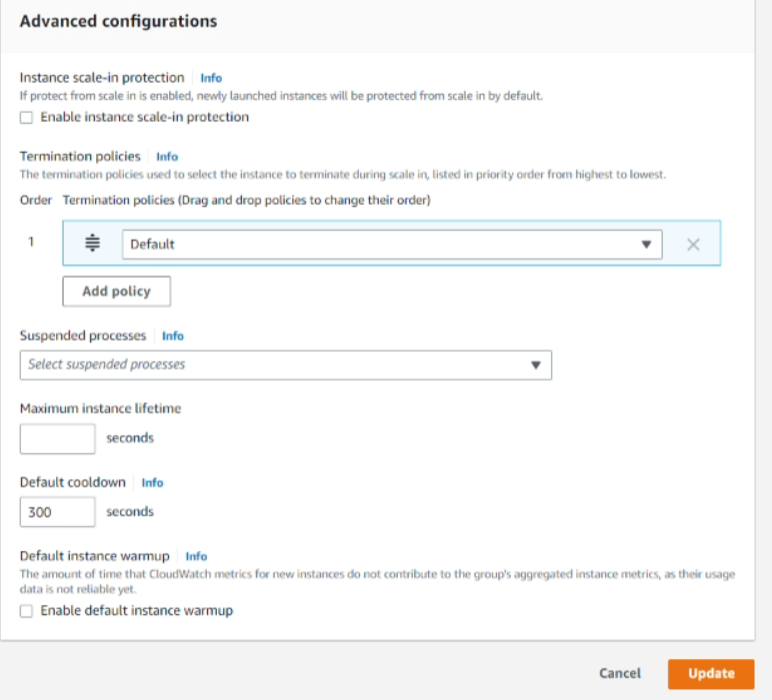 Advanced configurations
Instance scale-in protection Info
If protect from scale in is enabled, newly launched instances will be protected from scale in by default.
Enable instance scale-in protection
Termination policies Info
The termination policies used to select the instance to terminate during scale in, listed in priority order from highest to lowest.
Order Termination policies (Drag and drop policies to change their order)
1 Default
Add policy
Suspended processes Info
Select suspended processes
Maximum instance lifetime
seconds
Default cooldown Info
300 seconds
Default instance warmup Info
The amount of time that CloudWatch metrics for new instances do not contribute to the group's aggregated instance metrics, as their usage
data is not reliable yet.
Enable default instance warmup
Cancel Update